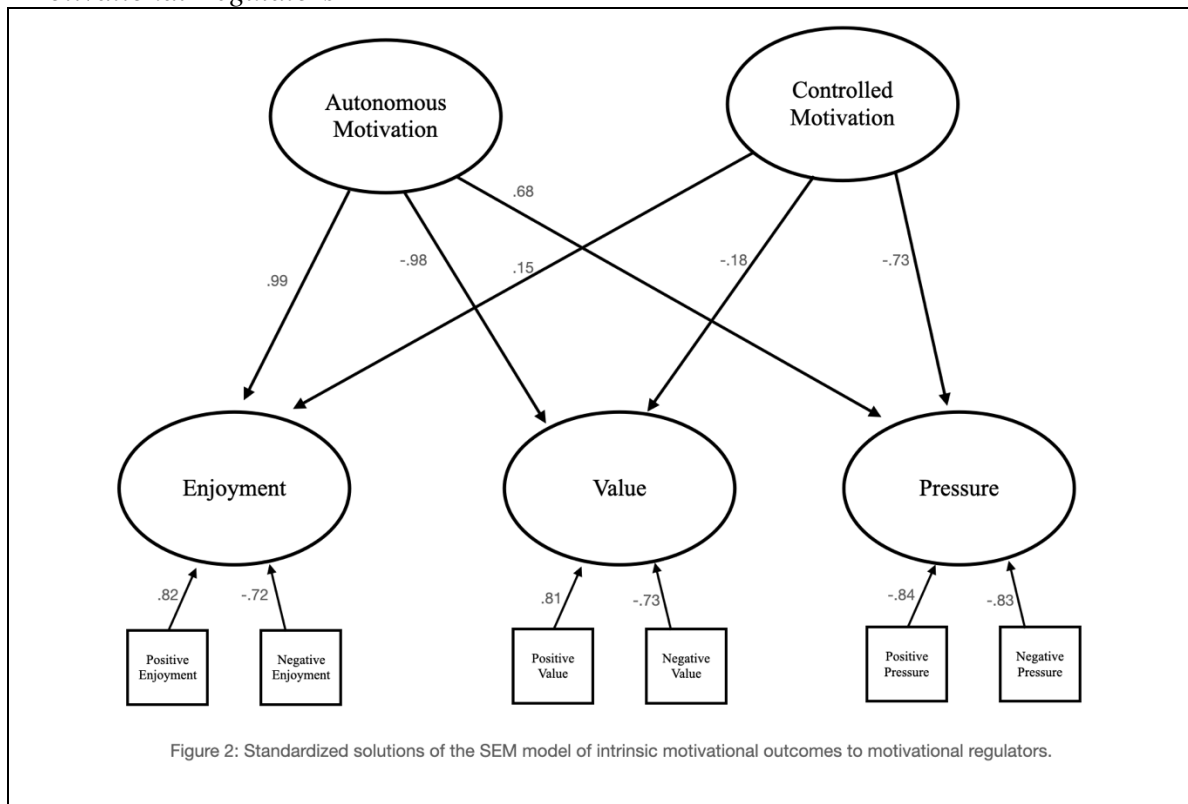 Autonomous
Motivation
Controlled
Motivation
.68
.99
-.98
.15
-.18
-.73
Enjoyment
Value
Pressure
.82
-.72
.81
-.73
-.84
-.83
Positive
Enjoyment
Negative
Enjoyment
Positive
Value
Negative
Value
Positive
Pressure
Negative
Pressure
Figure 2: Standardized solutions of the SEM model of intrinsic motivational outcomes to motivational regulators.